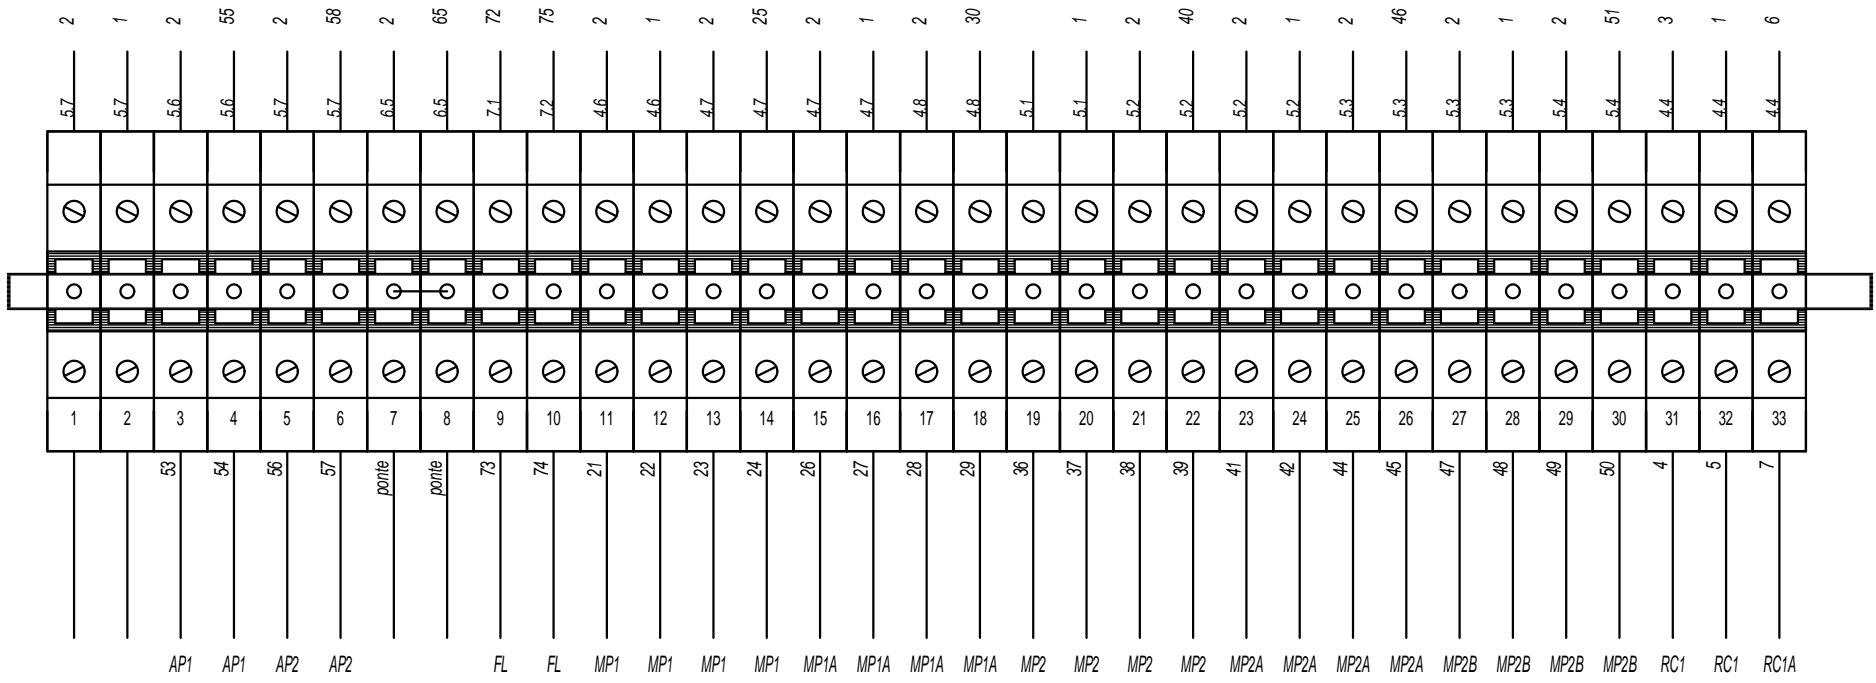 2 1 2 55 2 58 2 65 72 75 2 1 2 25 2 1 2 30 1 2 40 2 1 2 46 2 1 2 51 3 1 6
5.7 5.7 5.6 5.6 5.7 5.7 6.5 6.5 7.1 7.2 4.6 4.6 4.7 4.7 4.7 4.7 4.8 4.8 5.1 5.1 5.2 5.2 5.2 5.2 5.3 5.3 5.3 5.3 5.4 5.4 4.4 4.4 4.4
1 2 3 4 5 6 7 8 9 10 11 12 13 14 15 16 17 18 19 20 21 22 23 24 25 26 27 28 29 30 31 32 33
53 54 56 57 ponte ponte 73 74 21 22 23 24 26 27 28 29 36 37 38 39 41 42 44 45 47 48 49 50 4 5 7
AP1 AP1 AP2 AP2 FL FL MP1 MP1 MP1 MP1 MP1A MP1A MP1A MP1A MP2 MP2 MP2 MP2 MP2A MP2A MP2A MP2A MP2B MP2B MP2B MP2B RC1 RC1 RC1A